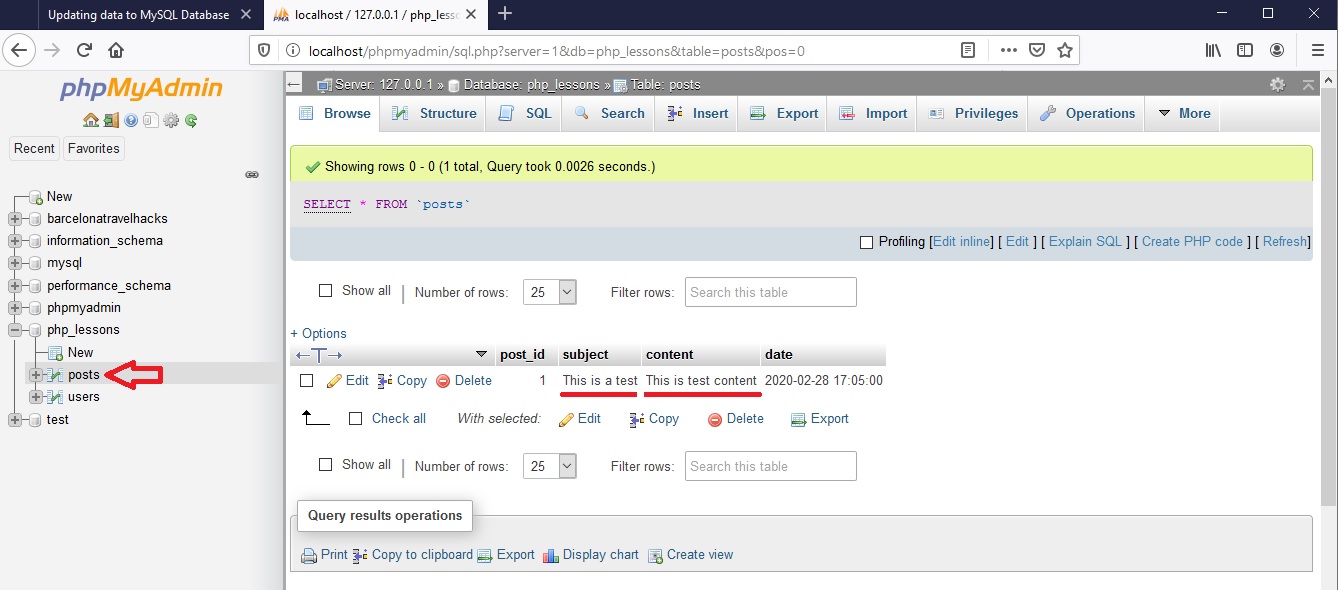 Updating data to MySQL Database
localhost / 127.0.0.1 / php_lesso
localhost/phpmyadmin/sql.php?server=1&db=php_lessons&table=posts&pos=0
phpMyAdmin
Recent Favorites
New
barcelonatravelhacks
information_schema
mysql
performance_schema
phpmyadmin
php_lessons
New
posts
users
test
Server: 127.0.0.1 » Database: php_lessons » Table: posts
Browse Structure SQL Search Insert Export Import Privileges Operations More
Showing rows 0 - 0 (1 total, Query took 0.0026 seconds.)
SELECT * FROM `posts`
Profiling [Edit inline] [ Edit ] [ Explain SQL ] [ Create PHP code ] [ Refresh]
Show all | Number of rows: 25 Filter rows: Search this table
+ Options
←T→ post_id subject content date
Edit Copy Delete 1 This is a test This is test content 2020-02-28 17:05:00
Check all With selected: Edit Copy Delete Export
Show all | Number of rows: 25 Filter rows: Search this table
Query results operations
Print Copy to clipboard Export Display chart Create view